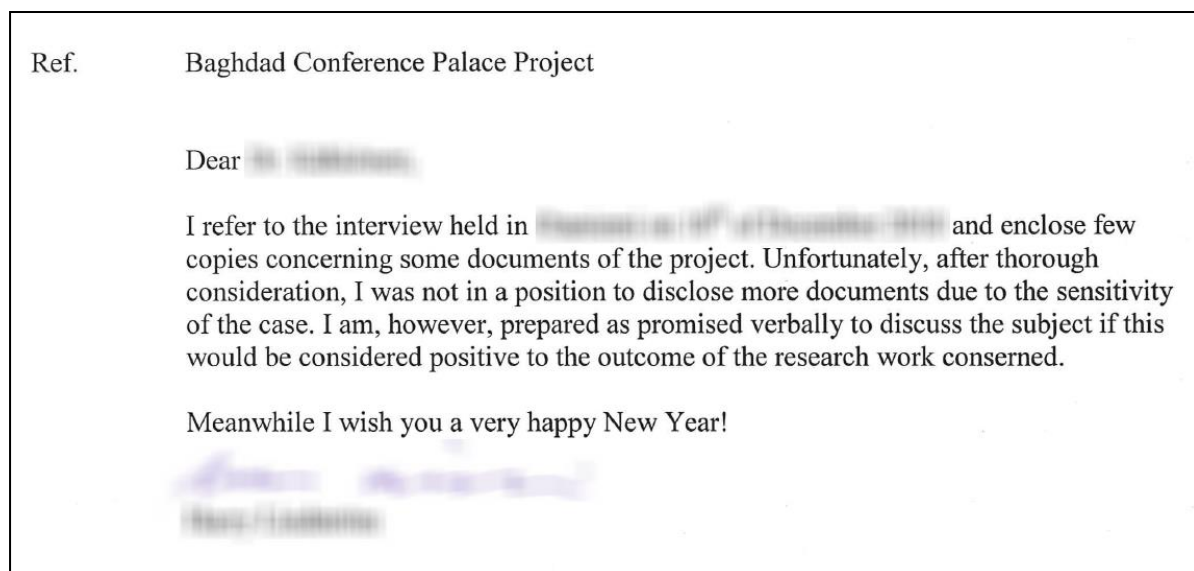 Ref. Baghdad Conference Palace Project
Dear
I refer to the interview held in and enclose few
copies concerning some documents of the project. Unfortunately, after thorough
consideration, I was not in a position to disclose more documents due to the sensitivity
of the case. I am, however, prepared as promised verbally to discuss the subject if this
would be considered positive to the outcome of the research work conserned.
Meanwhile I wish you a very happy New Year!